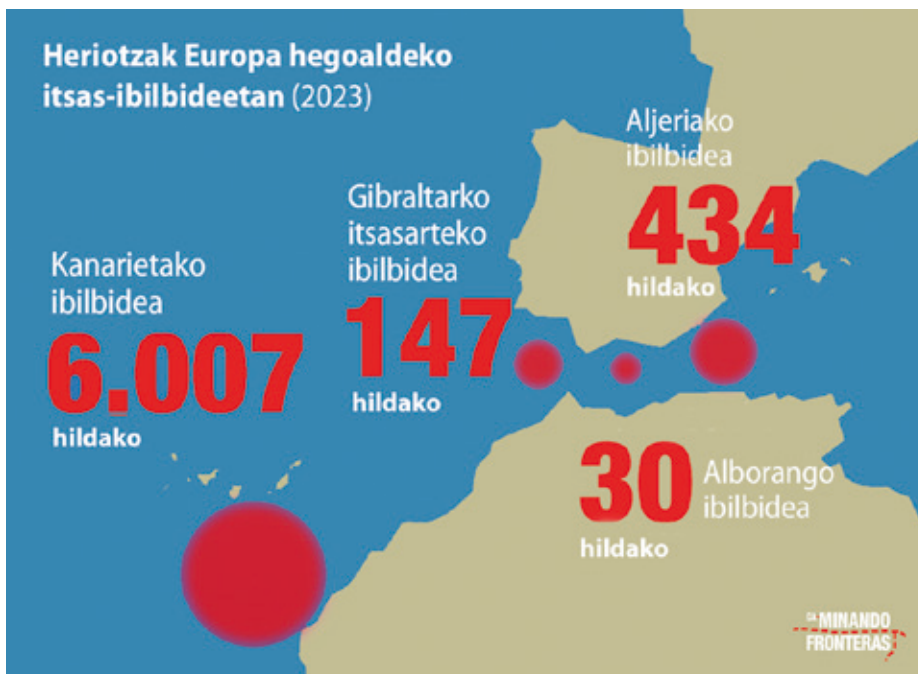 Heriotzak Europa hegoaldeko
itsas-ibilbideetan (2023)
Kanarietako
ibilbidea
6.007
hildako
Gibraltarko
itsasarteko
ibilbidea
147
hildako
Aljeriako
ibilbidea
434
hildako
30
hildako
Alborango
ibilbidea
CA MINANDO
FRONTERAS